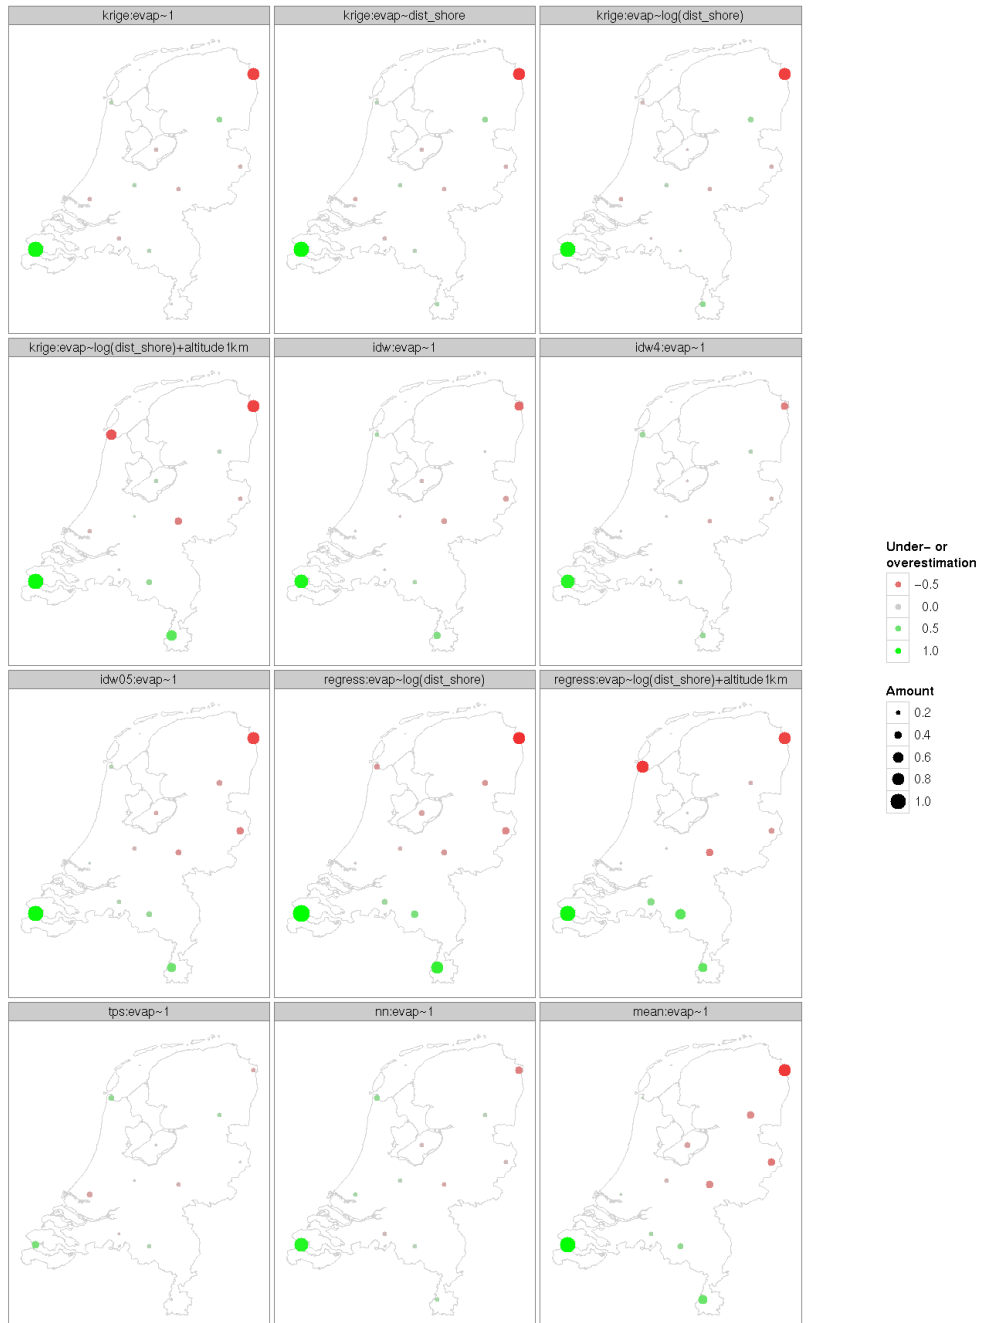 krige:evap~1
krige:evap~dist_shore
krige:evap~log(dist_shore)
krige:evap~log(dist_shore)+altitude1km
idw:evap~1
idw4:evap~1
idw05:evap~1
regress:evap~log(dist_shore)
regress:evap~log(dist_shore)+altitude1km
tps:evap~1
nn:evap~1
mean:evap~1
Under− or
overestimation
−0.5
0.0
0.5
1.0
Amount
0.2
0.4
0.6
0.8
1.0